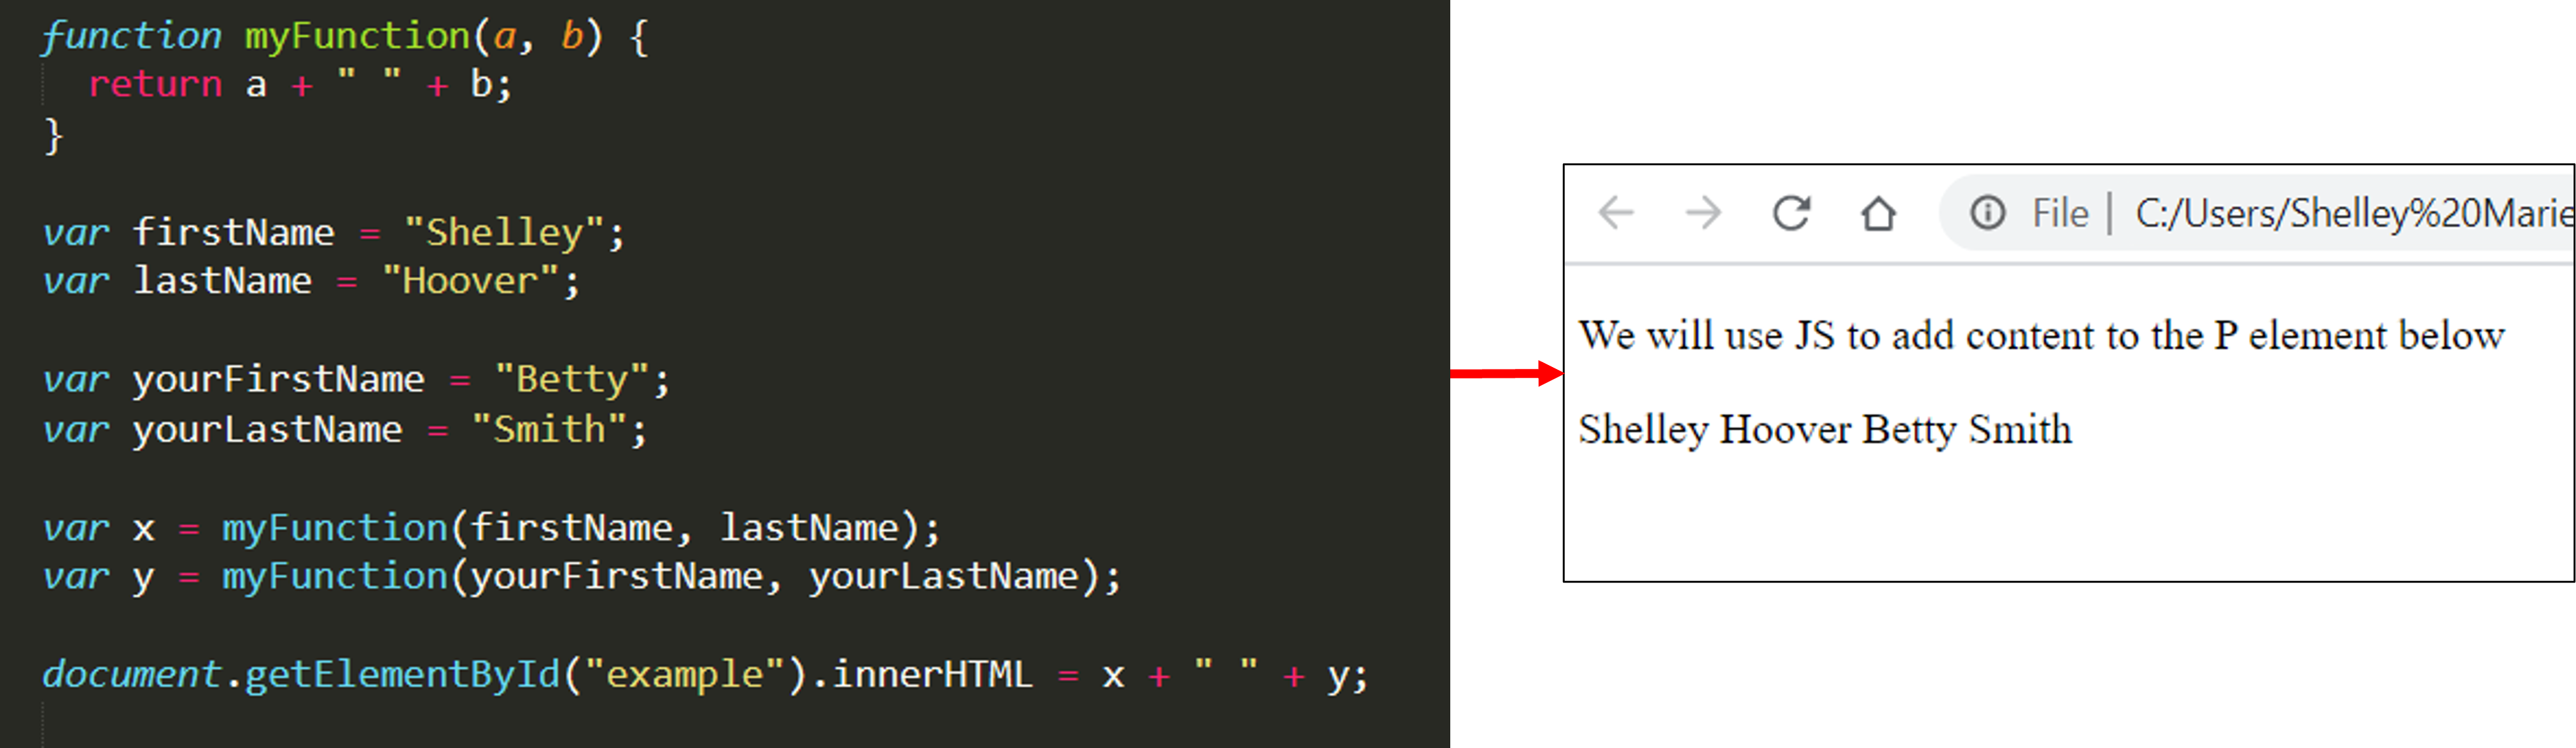 function myFunction(a, b) {
  return a + " " + b;
}
var firstName = "Shelley";
var lastName = "Hoover";
var yourFirstName = "Betty";
var yourLastName = "Smith";
var x = myFunction(firstName, lastName);
var y = myFunction(yourFirstName, yourLastName);
document.getElementById("example").innerHTML = x + " " + y;
File | C:/Users/Shelley%20Marie
We will use JS to add content to the P element below
Shelley Hoover Betty Smith